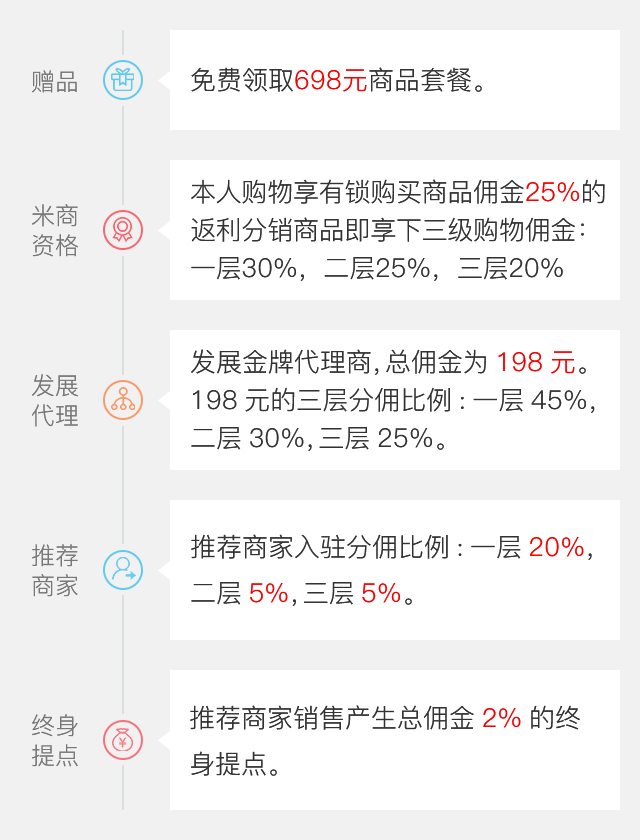 赠品
免费领取698元商品套餐。
米商
资格
本人购物享有锁购买商品佣金25%的
返利分销商品即享下三级购物佣金：
一层30%，二层25%，三层20%
发展
代理
发展金牌代理商,总佣金为 198 元。
198 元的三层分佣比例 : 一层 45%,
二层 30%, 三层 25%。
推荐
商家
推荐商家入驻分佣比例 : 一层 20%,
二层 5%, 三层 5%。
终身
提点
推荐商家销售产生总佣金 2% 的终
身提点。